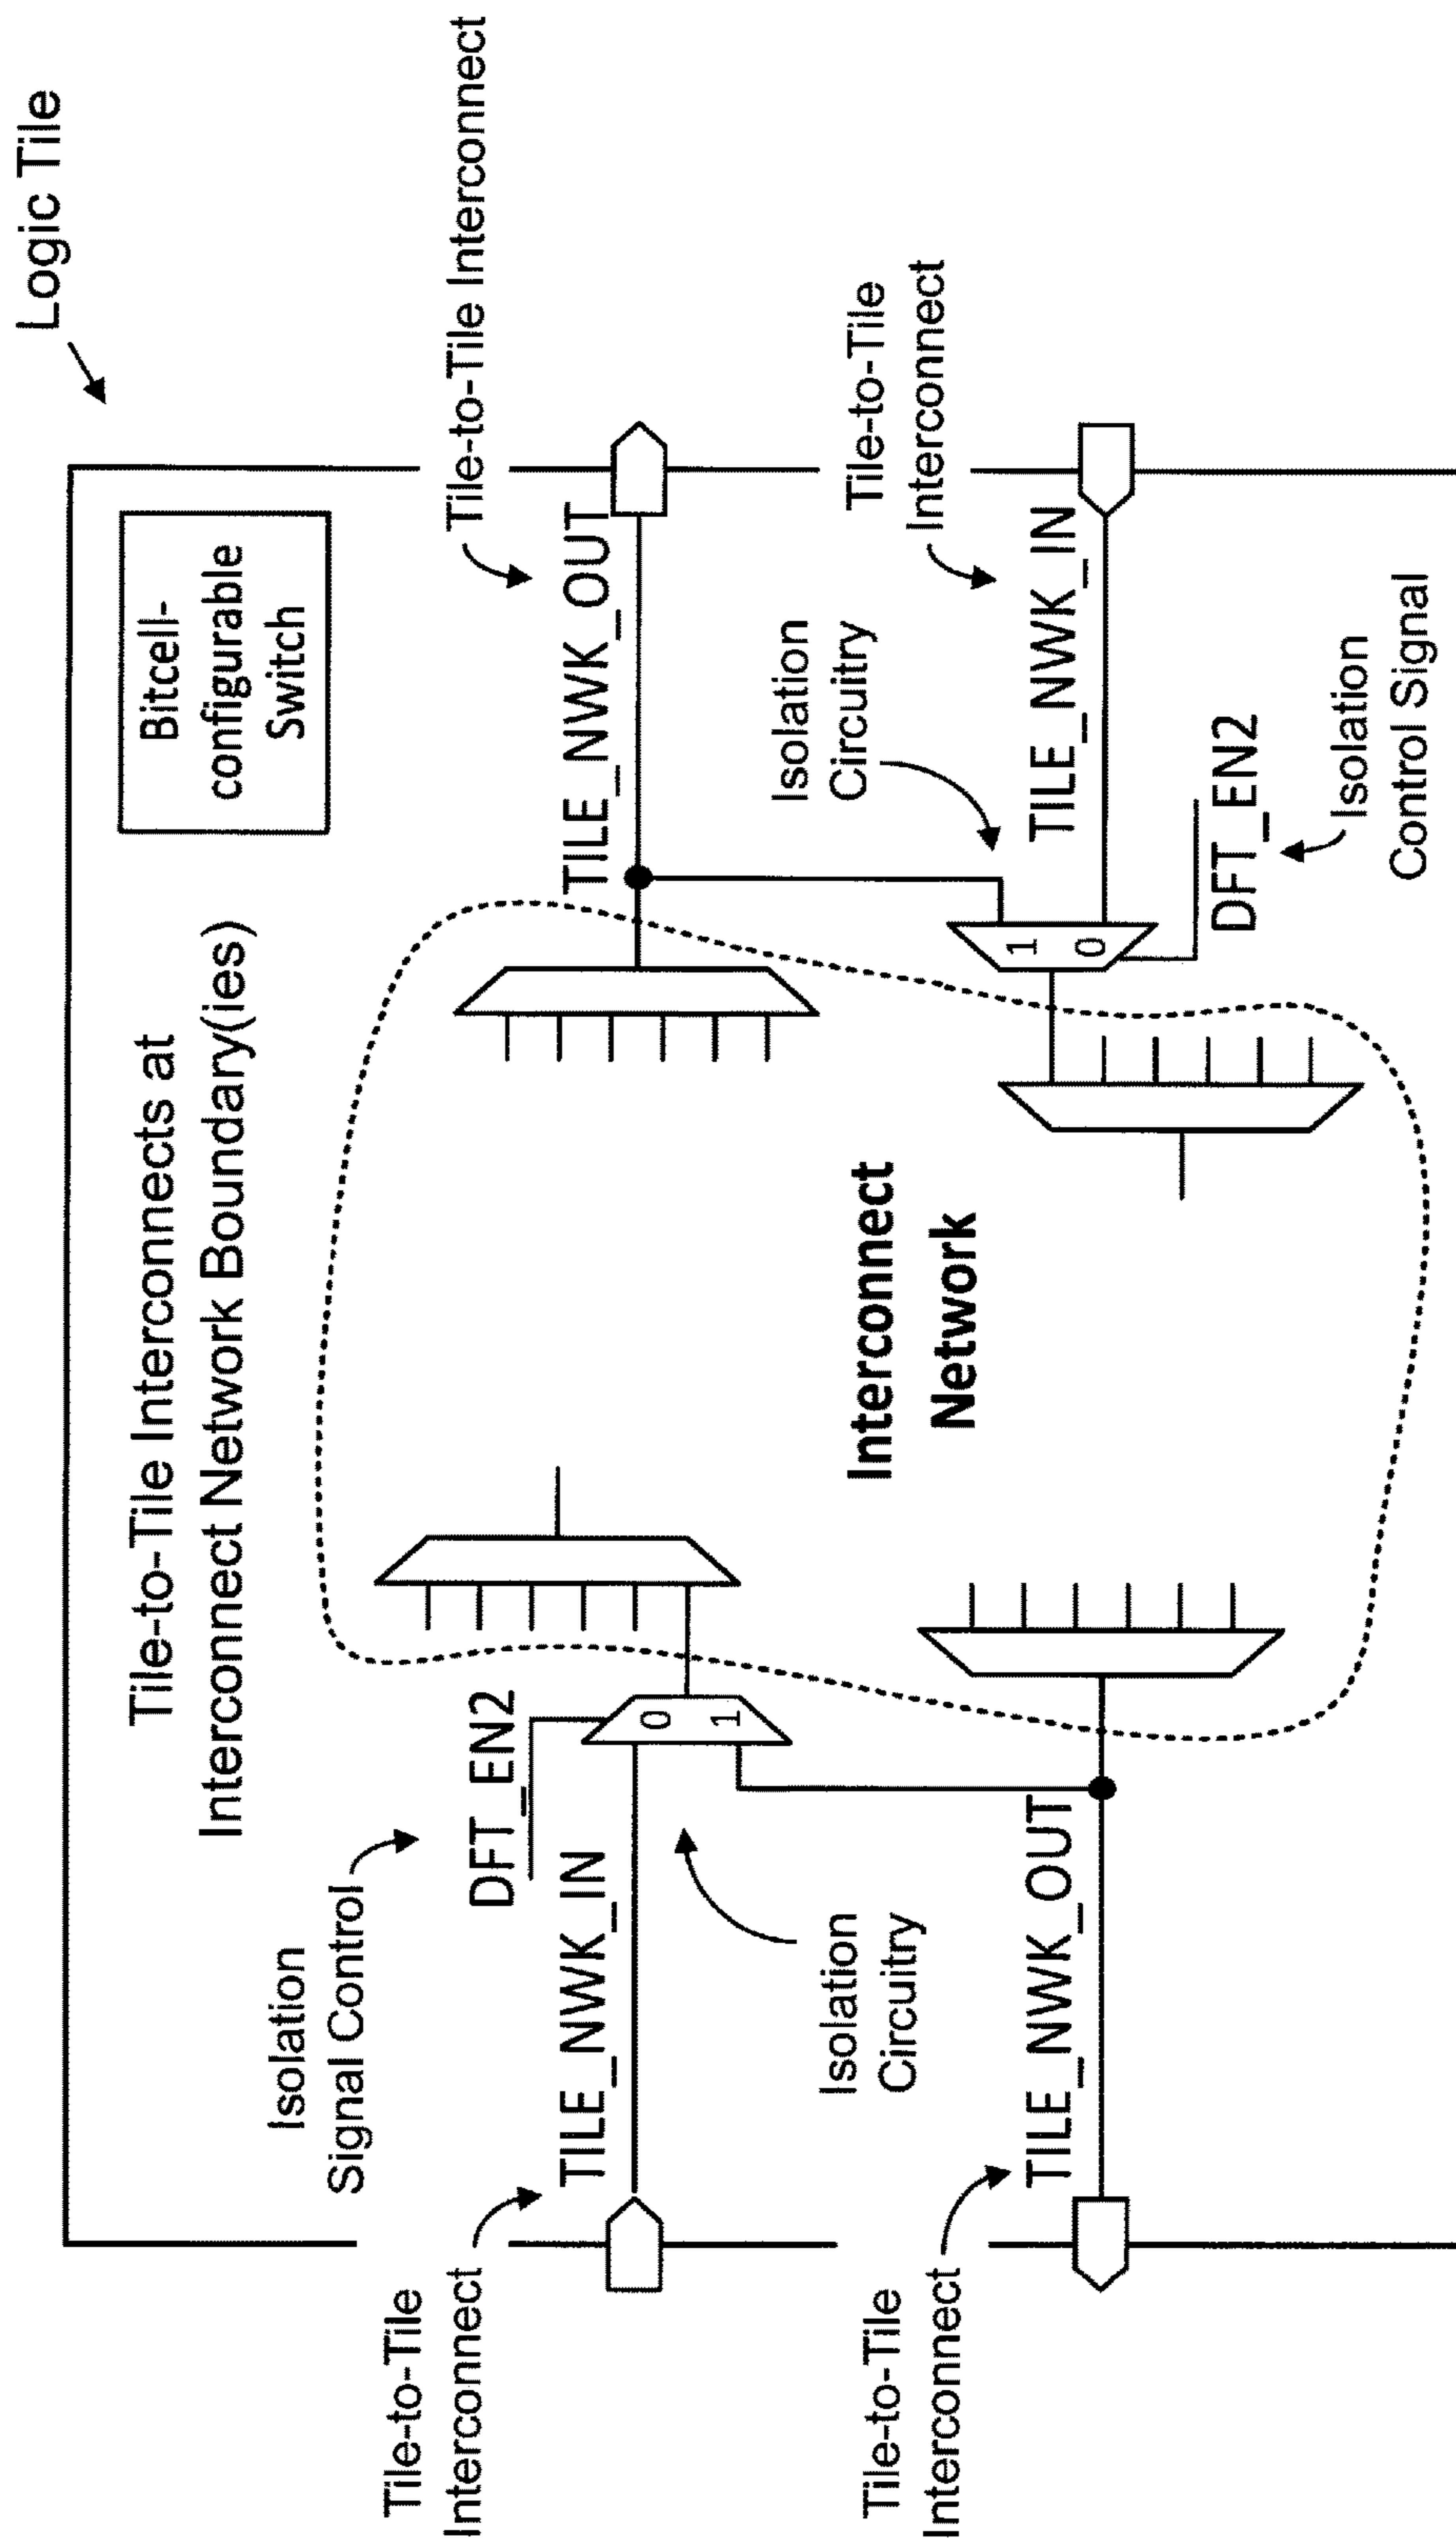 Logic Tile
Tile-to-Tile Interconnects at
Interconnect Network Boundary(ies)
Bitcell-
configurable
Switch
Isolation
Signal Control
DFT_EN2
Tile-to-Tile
Interconnect
TILE_NWK_IN
0
1
Isolation
Circuitry
Tile-to-Tile
Interconnect
TILE_NWK_OUT
Interconnect
Network
Tile-to-Tile Interconnect
TILE_NWK_OUT
Isolation
Circuitry
Tile-to-Tile
Interconnect
TILE_NWK_IN
1
0
DFT_EN2
Isolation
Control Signal